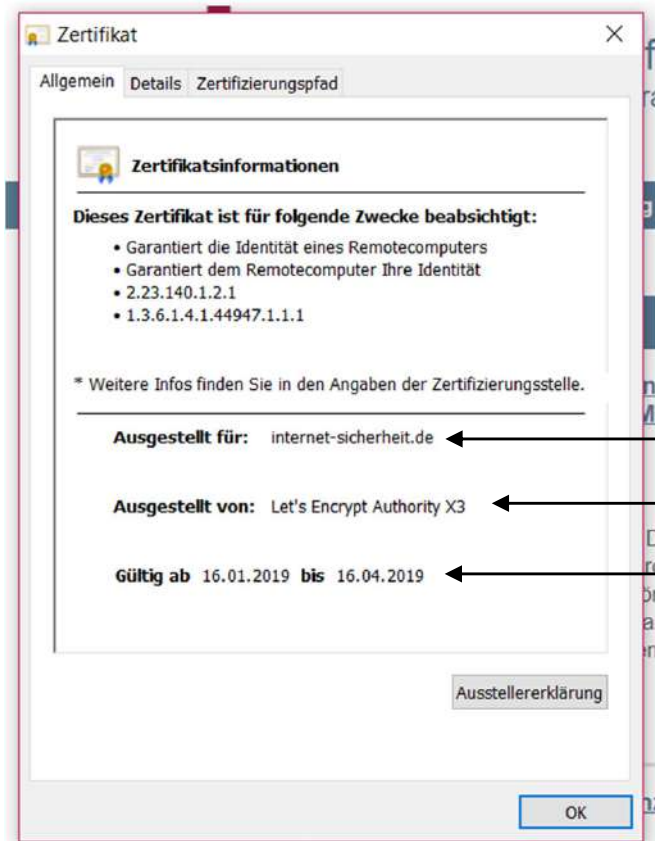 Zertifikat
Allgemein Details Zertifizierungspfad
Zertifikatsinformationen
Dieses Zertifikat ist für folgende Zwecke beabsichtigt:
• Garantiert die Identität eines Remotecomputers
• Garantiert dem Remotecomputer Ihre Identität
• 2.23.140.1.2.1
• 1.3.6.1.4.1.44947.1.1.1
* Weitere Infos finden Sie in den Angaben der Zertifizierungsstelle.
Ausgestellt für: internet-sicherheit.de
Ausgestellt von: Let's Encrypt Authority X3
Gültig ab 16.01.2019 bis 16.04.2019
Ausstellererklärung
OK